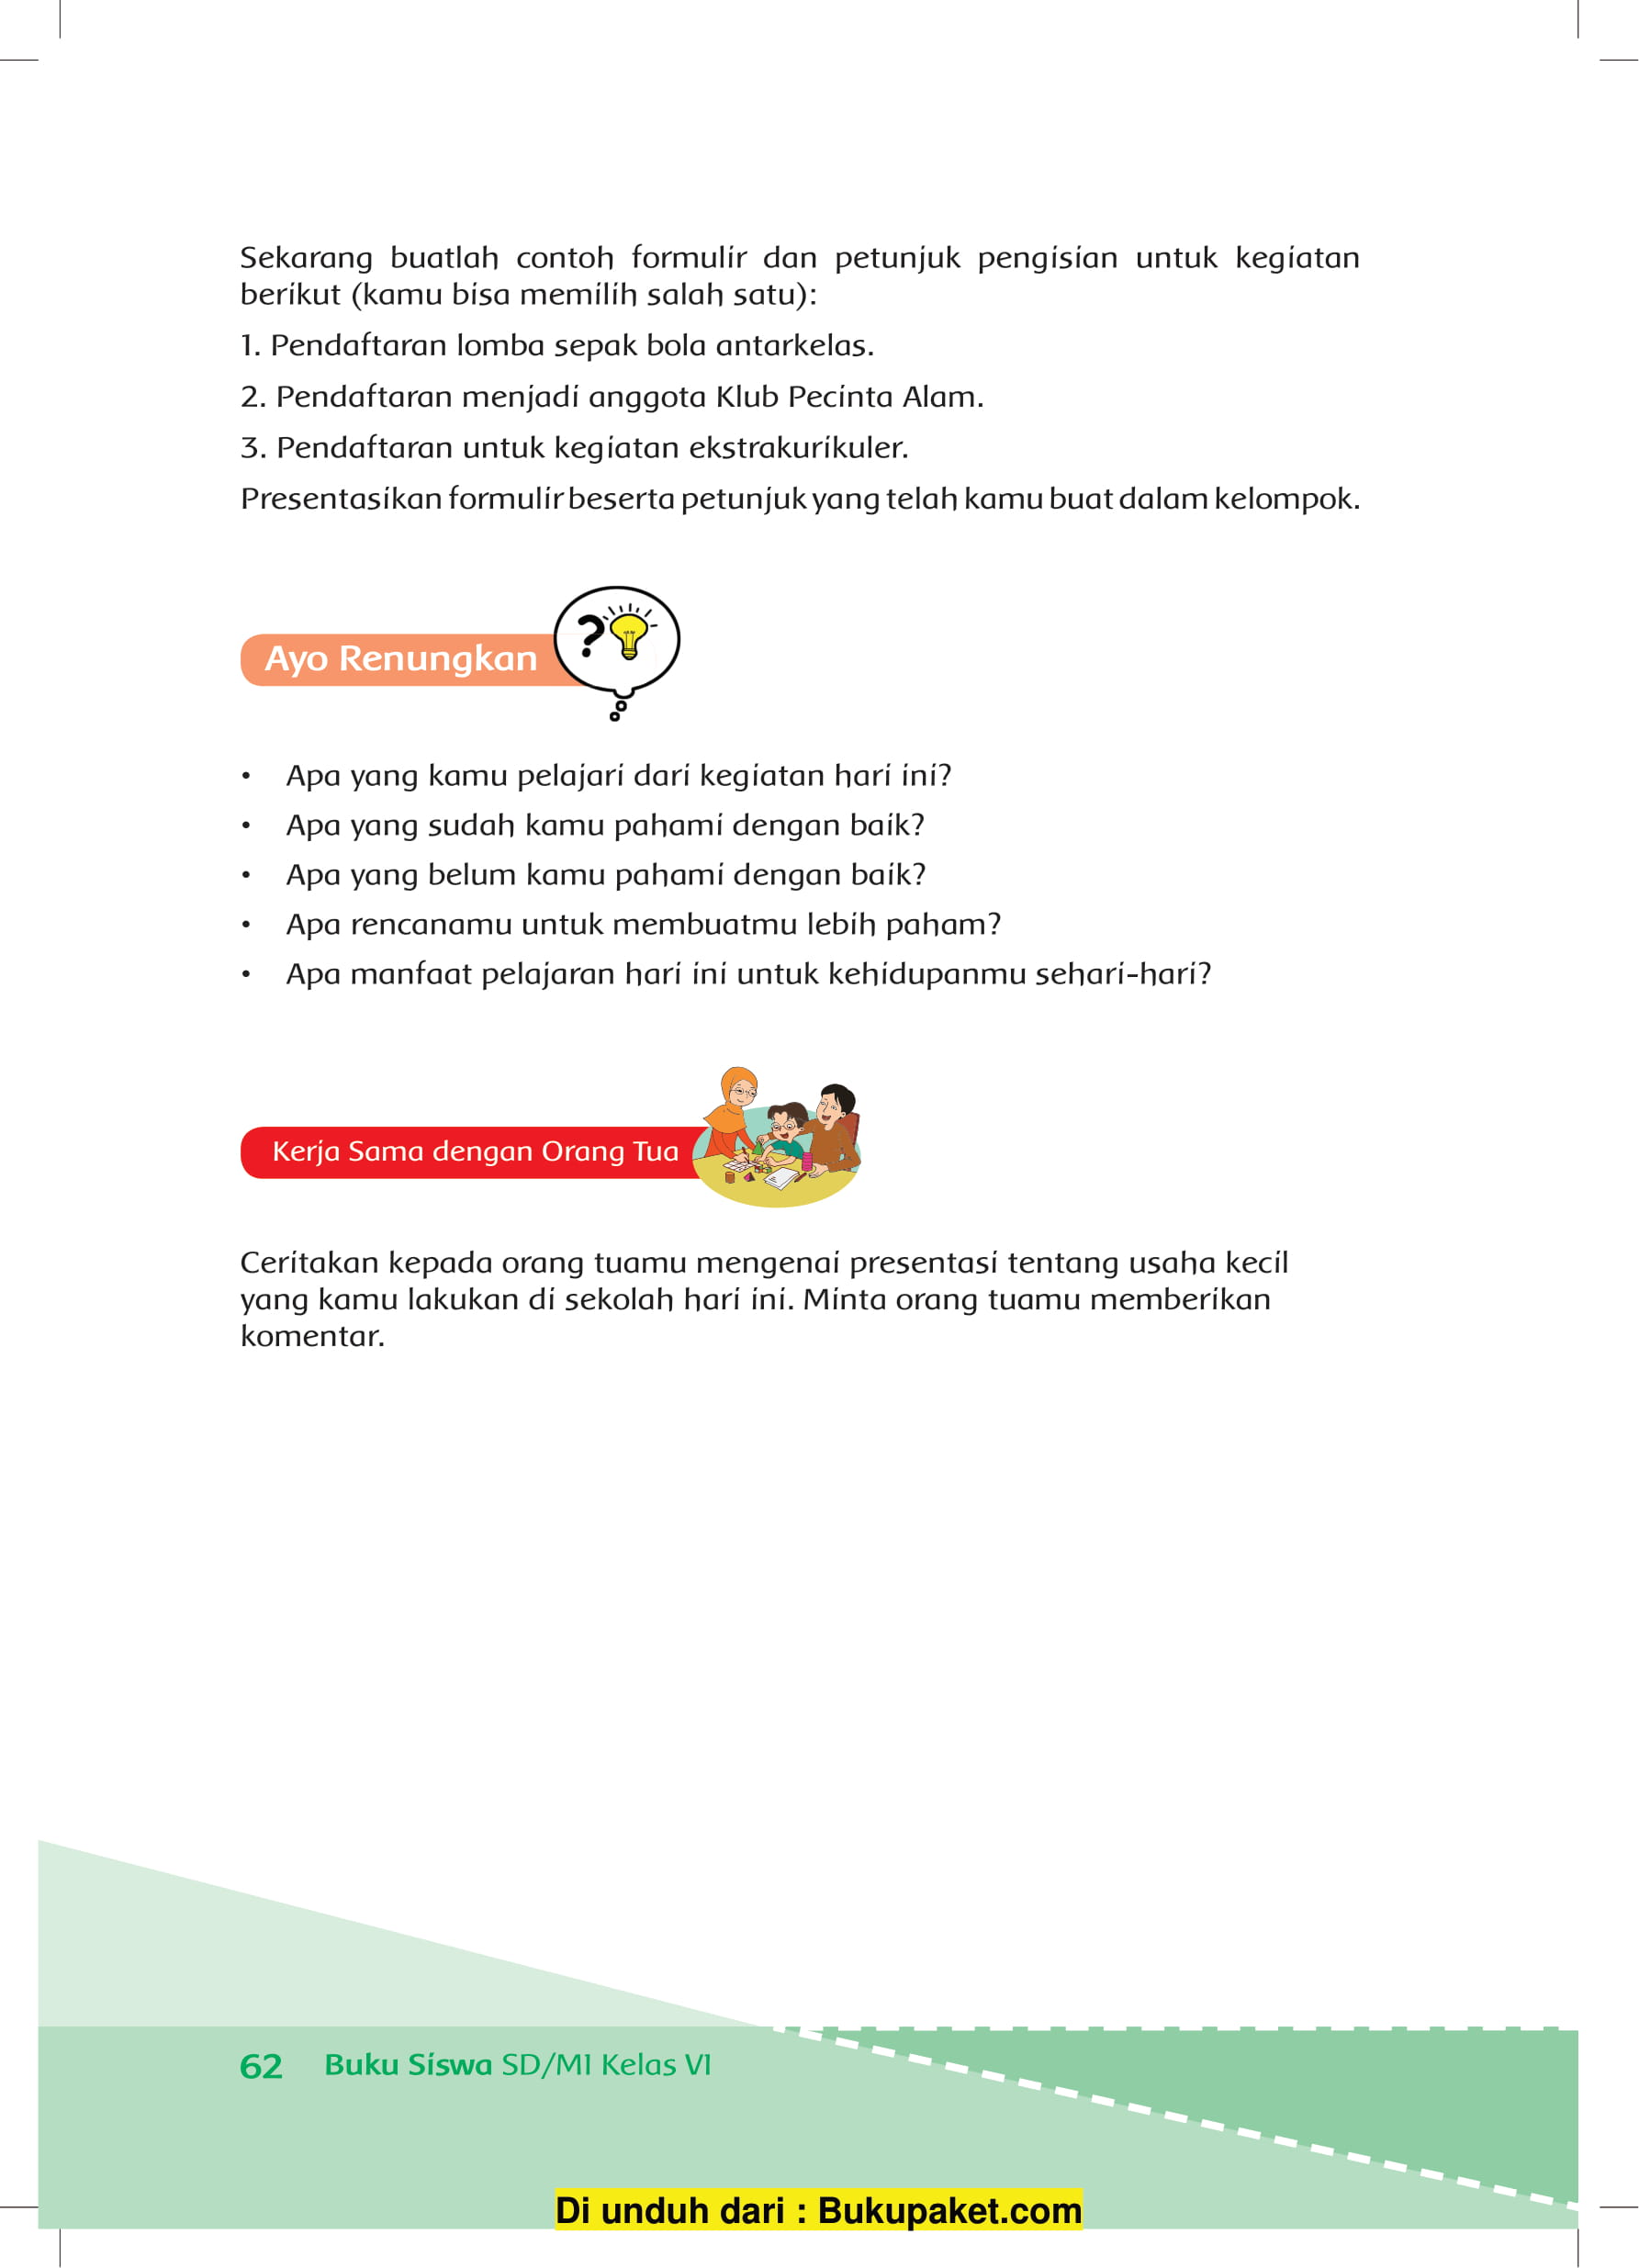 Sekarang buatlah contoh formulir dan petunjuk pengisian untuk kegiatan
berikut (kamu bisa memilih salah satu):
1. Pendaftaran lomba sepak bola antarkelas.
2. Pendaftaran menjadi anggota Klub Pecinta Alam.
3. Pendaftaran untuk kegiatan ekstrakurikuler.
Presentasikan formulir beserta petunjuk yang telah kamu buat dalam kelompok.
Ayo Renungkan
?
• Apa yang kamu pelajari dari kegiatan hari ini?
• Apa yang sudah kamu pahami dengan baik?
• Apa yang belum kamu pahami dengan baik?
• Apa rencanamu untuk membuatmu lebih paham?
• Apa manfaat pelajaran hari ini untuk kehidupanmu sehari-hari?
Kerja Sama dengan Orang Tua
Ceritakan kepada orang tuamu mengenai presentasi tentang usaha kecil
yang kamu lakukan di sekolah hari ini. Minta orang tuamu memberikan
komentar.
62 Buku Siswa SD/MI Kelas VI
Di unduh dari : Bukupaket.com